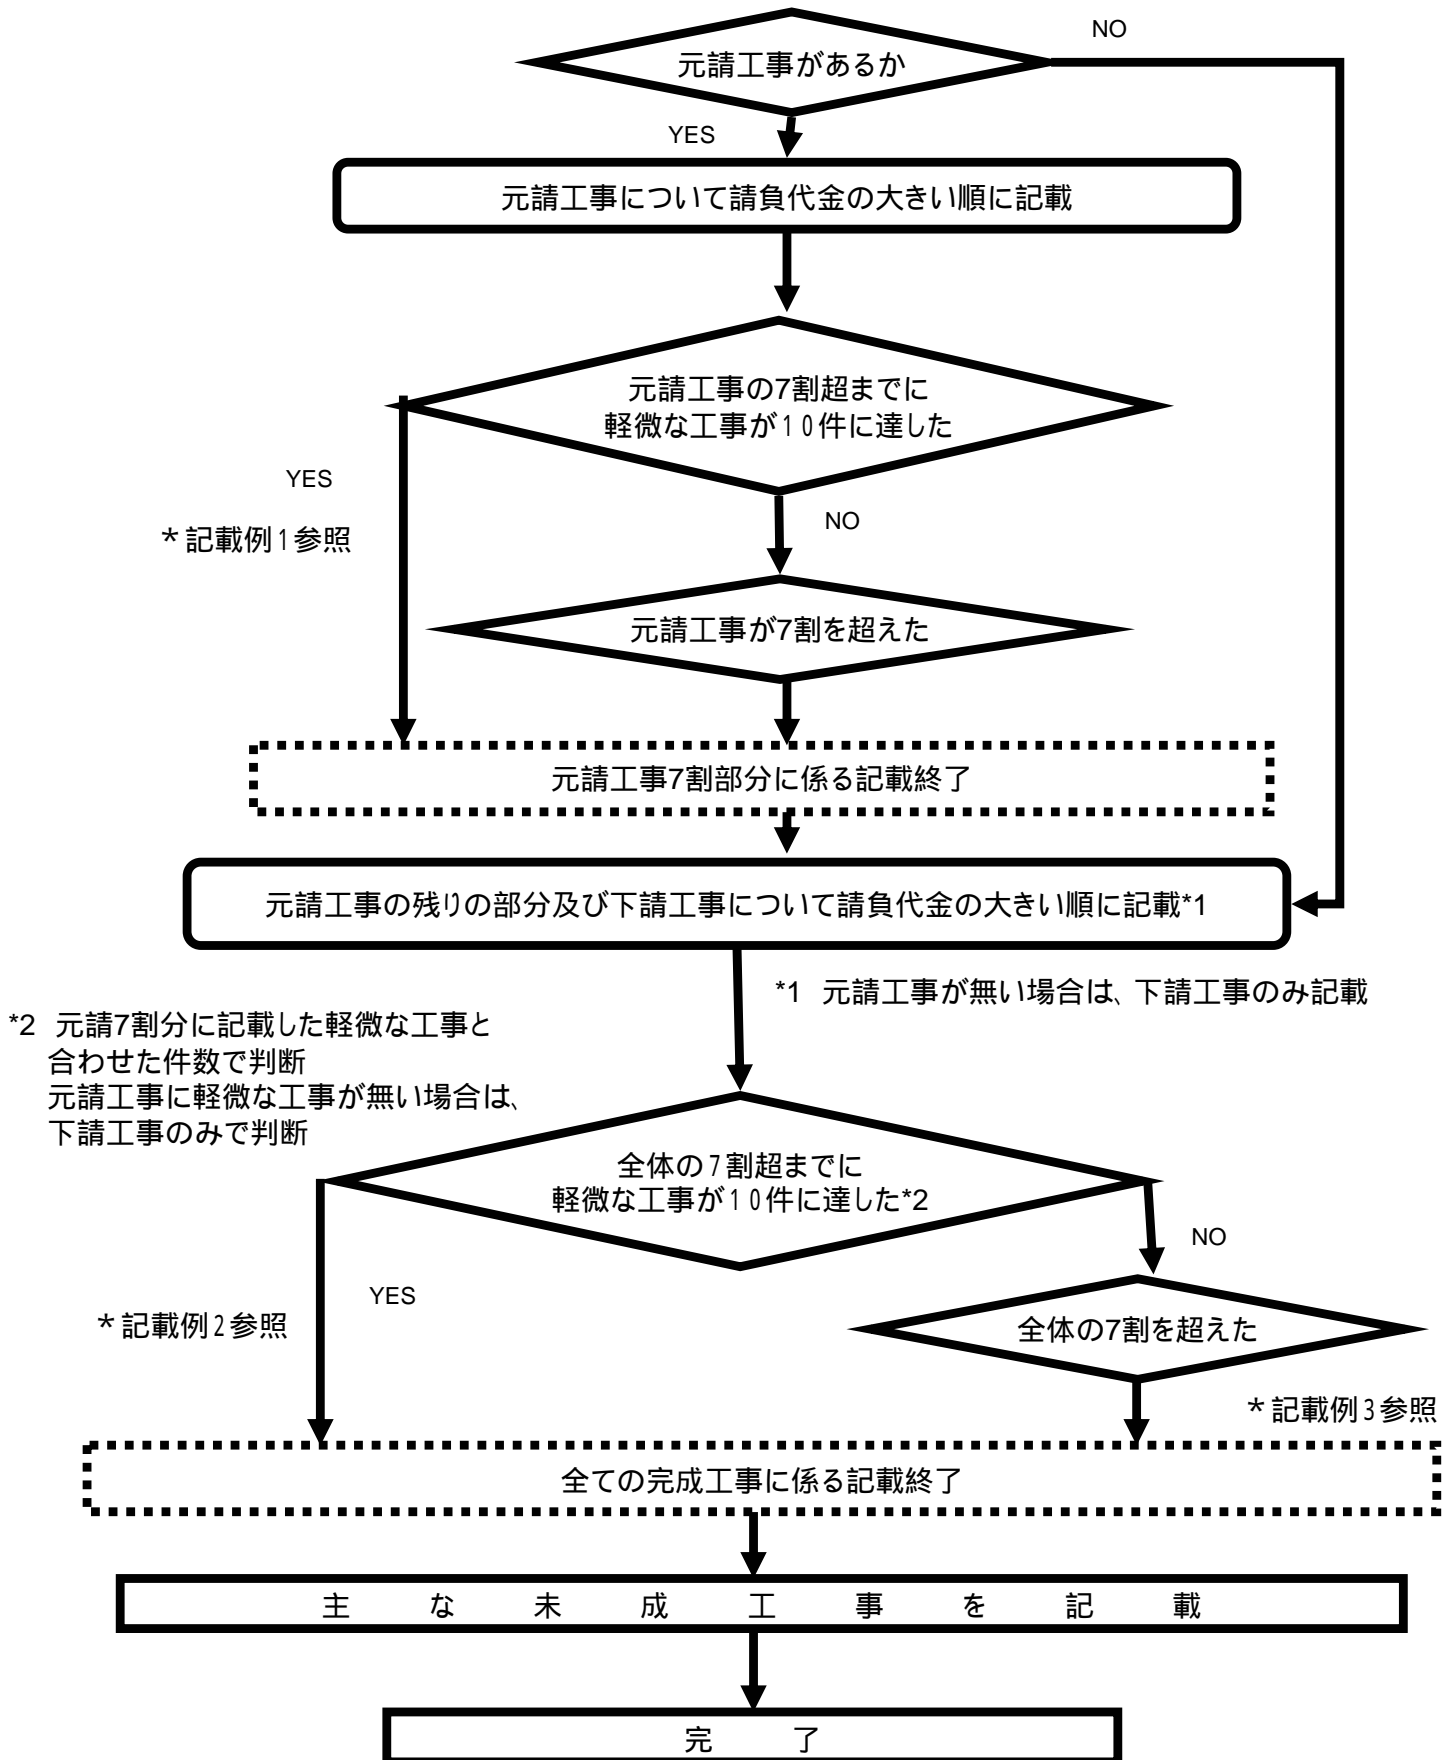 元請工事があるか
NO
YES
元請工事について請負代金の大きい順に記載
元請工事の7割超までに
軽微な工事が10件に達した
YES
NO
*記載例1参照
元請工事が7割を超えた
元請工事7割部分に係る記載終了
元請工事の残りの部分及び下請工事について請負代金の大きい順に記載*1
*1 元請工事が無い場合は、下請工事のみ記載
*2 元請7割分に記載した軽微な工事と
合わせた件数で判断
元請工事に軽微な工事が無い場合は、
下請工事のみで判断
全体の7割超までに
軽微な工事が10件に達した*2
NO
YES
*記載例2参照
全体の7割を超えた
*記載例3参照
全ての完成工事に係る記載終了
主な未成工事を記載
完了